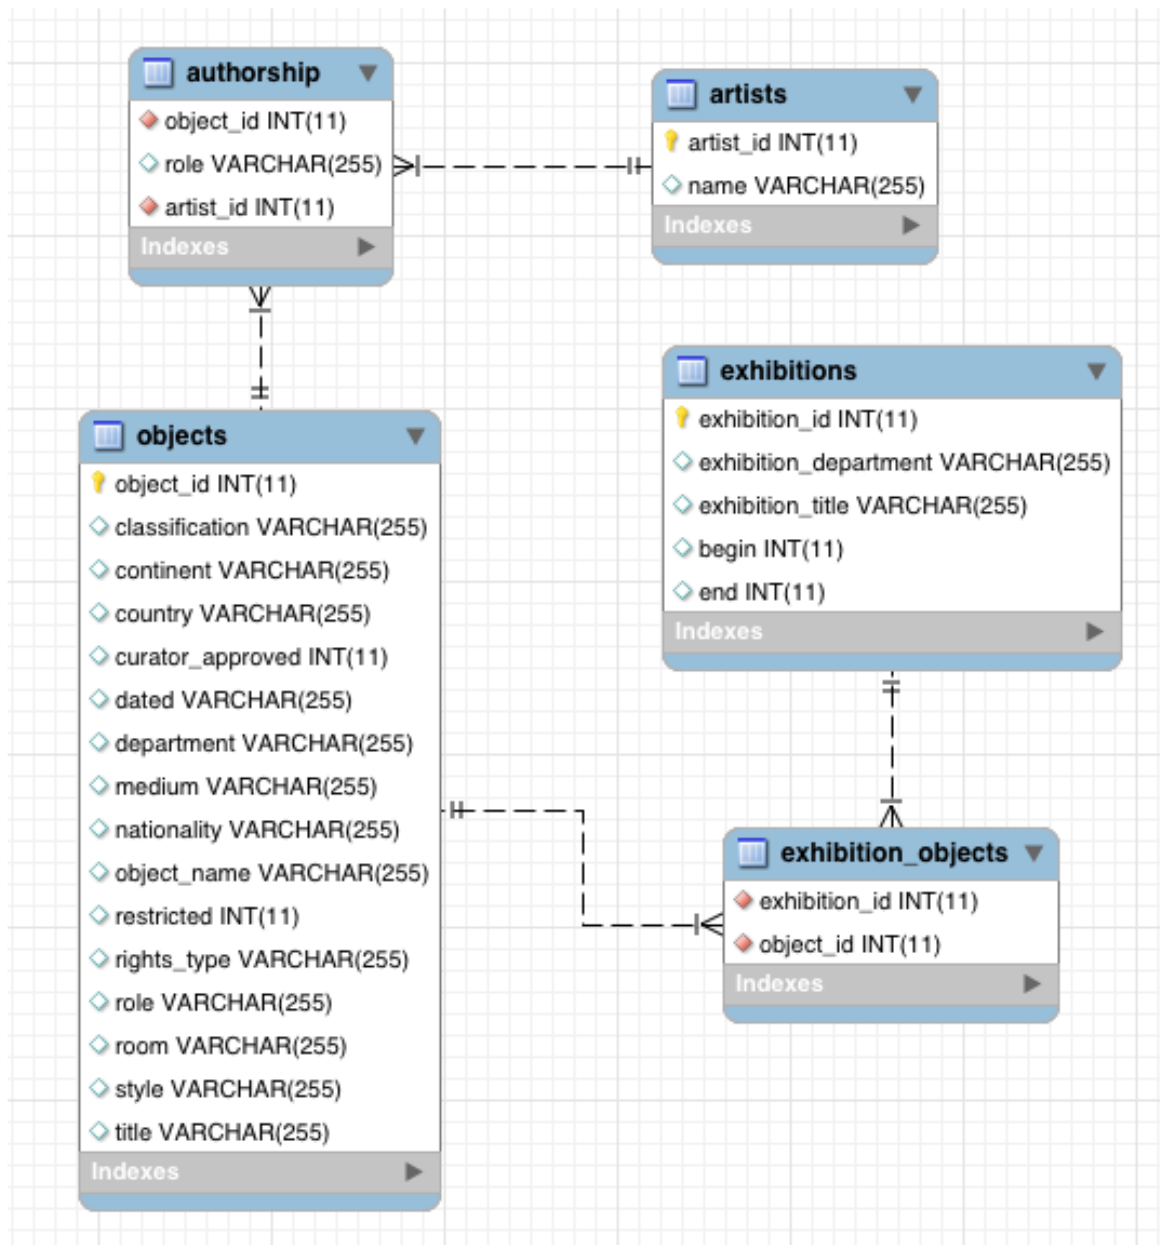 authorship
object_id INT(11)
role VARCHAR(255)
artist_id INT(11)
Indexes
artists
artist_id INT(11)
name VARCHAR(255)
Indexes
exhibitions
exhibition_id INT(11)
exhibition_department VARCHAR(255)
exhibition_title VARCHAR(255)
begin INT(11)
end INT(11)
Indexes
objects
object_id INT(11)
classification VARCHAR(255)
continent VARCHAR(255)
country VARCHAR(255)
curator_approved INT(11)
dated VARCHAR(255)
department VARCHAR(255)
medium VARCHAR(255)
nationality VARCHAR(255)
object_name VARCHAR(255)
restricted INT(11)
rights_type VARCHAR(255)
role VARCHAR(255)
room VARCHAR(255)
style VARCHAR(255)
title VARCHAR(255)
Indexes
exhibition_objects
exhibition_id INT(11)
object_id INT(11)
Indexes